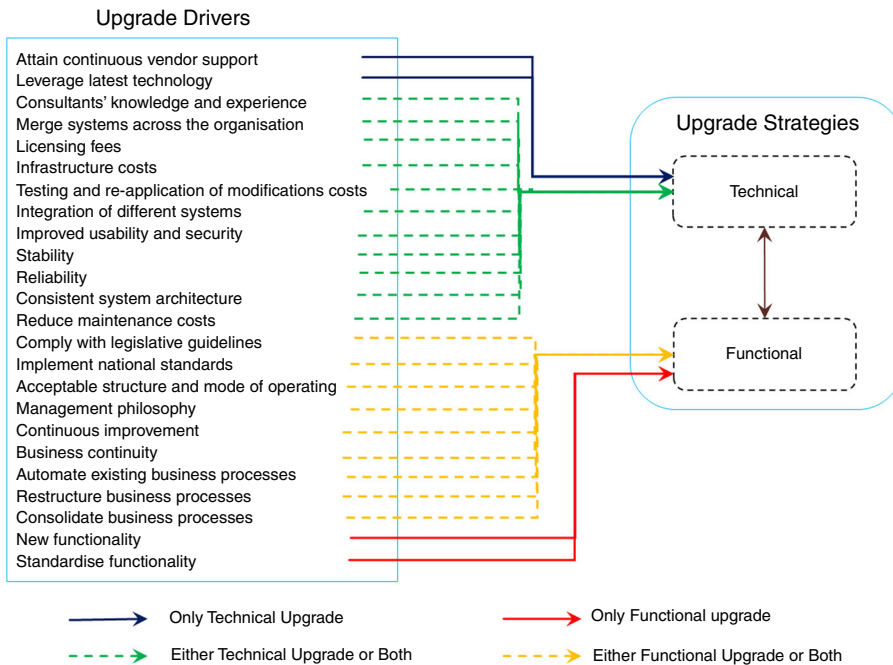 Upgrade Drivers
Attain continuous vendor support
Leverage latest technology
Consultants' knowledge and experience
Merge systems across the organisation
Licensing fees
Infrastructure costs
Testing and re-application of modifications costs
Integration of different systems
Improved usability and security
Stability
Reliability
Consistent system architecture
Reduce maintenance costs
Comply with legislative guidelines
Implement national standards
Acceptable structure and mode of operating
Management philosophy
Continuous improvement
Business continuity
Automate existing business processes
Restructure business processes
Consolidate business processes
New functionality
Standardise functionality
Upgrade Strategies
Technical
Functional
Only Technical Upgrade
Only Functional upgrade
Either Technical Upgrade or Both
Either Functional Upgrade or Both